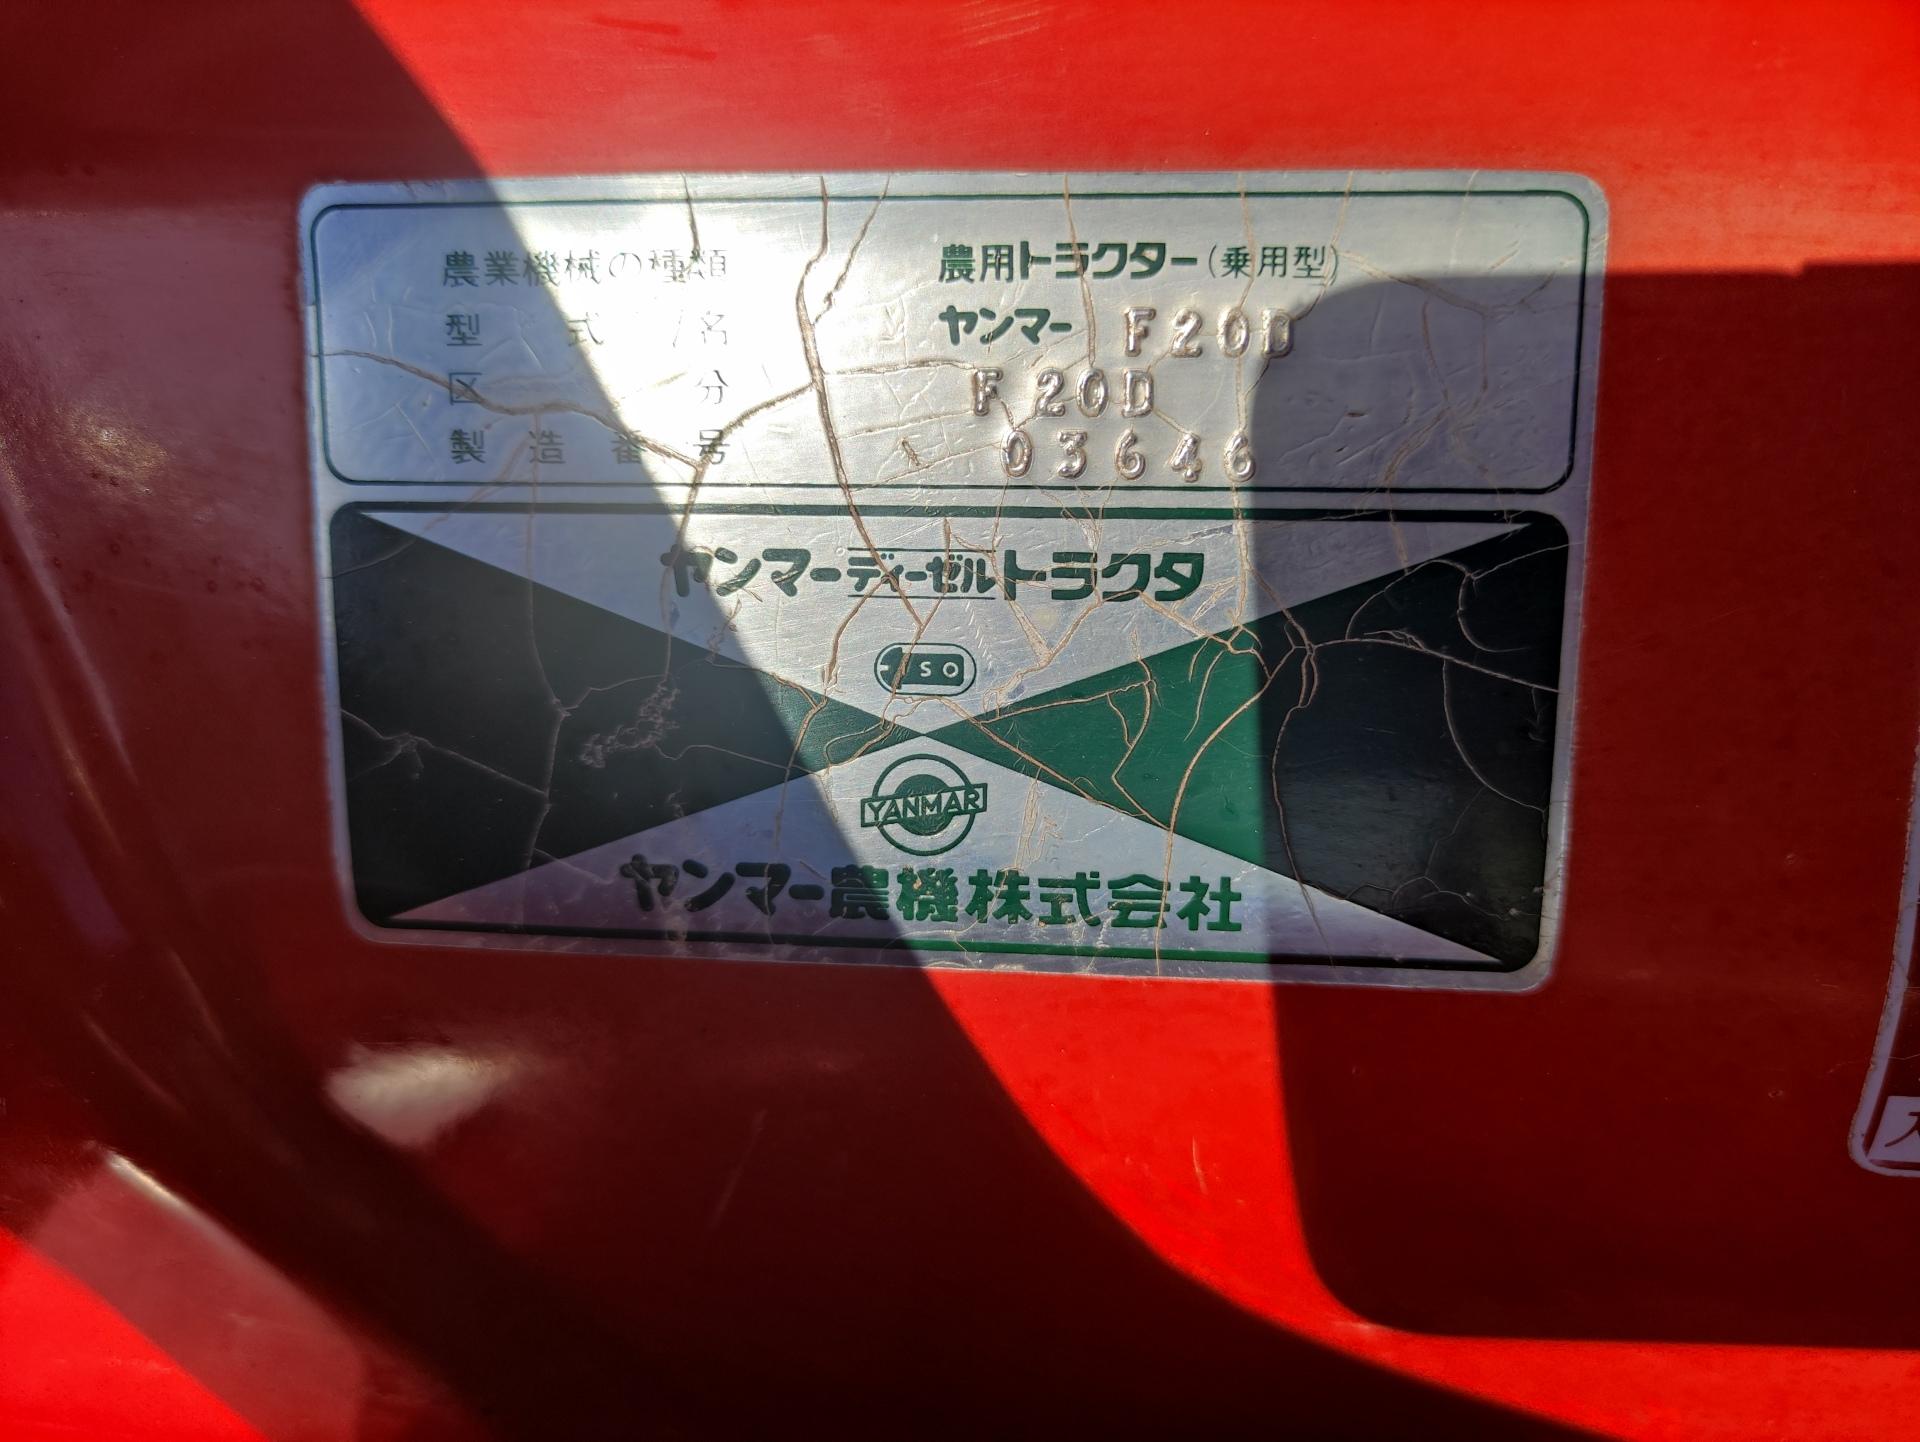 農業機械の種類 農用トラクター(乗用型)
型式名 ヤンマー F20D
区分 F20D
製造番号 03646
ヤンマーディーゼルトラクタ
ISO
YANMAR
ヤンマー農機株式会社